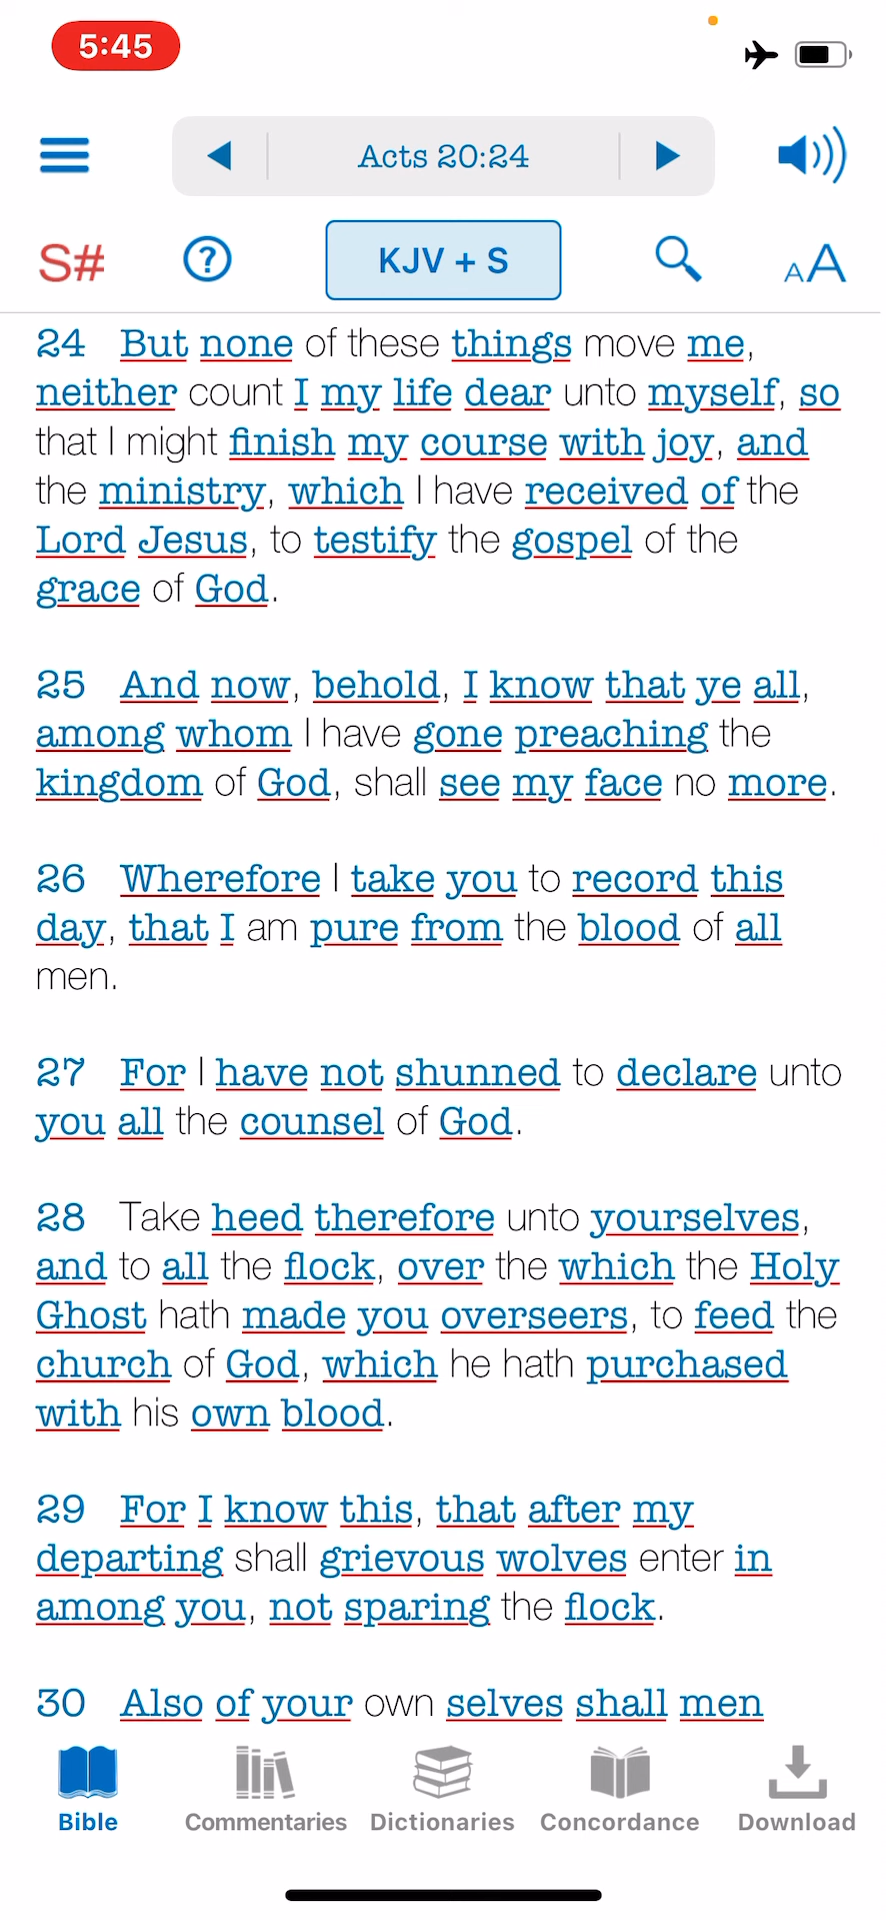 5:45
Acts 20:24
S# ? KJV + S AA
24 But none of these things move me,
neither count I my life dear unto myself, so
that I might finish my course with joy, and
the ministry, which I have received of the
Lord Jesus, to testify the gospel of the
grace of God.
25 And now, behold, I know that ye all,
among whom I have gone preaching the
kingdom of God, shall see my face no more.
26 Wherefore I take you to record this
day, that I am pure from the blood of all
men.
27 For I have not shunned to declare unto
you all the counsel of God.
28 Take heed therefore unto yourselves,
and to all the flock, over the which the Holy
Ghost hath made you overseers, to feed the
church of God, which he hath purchased
with his own blood.
29 For I know this, that after my
departing shall grievous wolves enter in
among you, not sparing the flock.
30 Also of your own selves shall men
Bible Commentaries Dictionaries Concordance Download